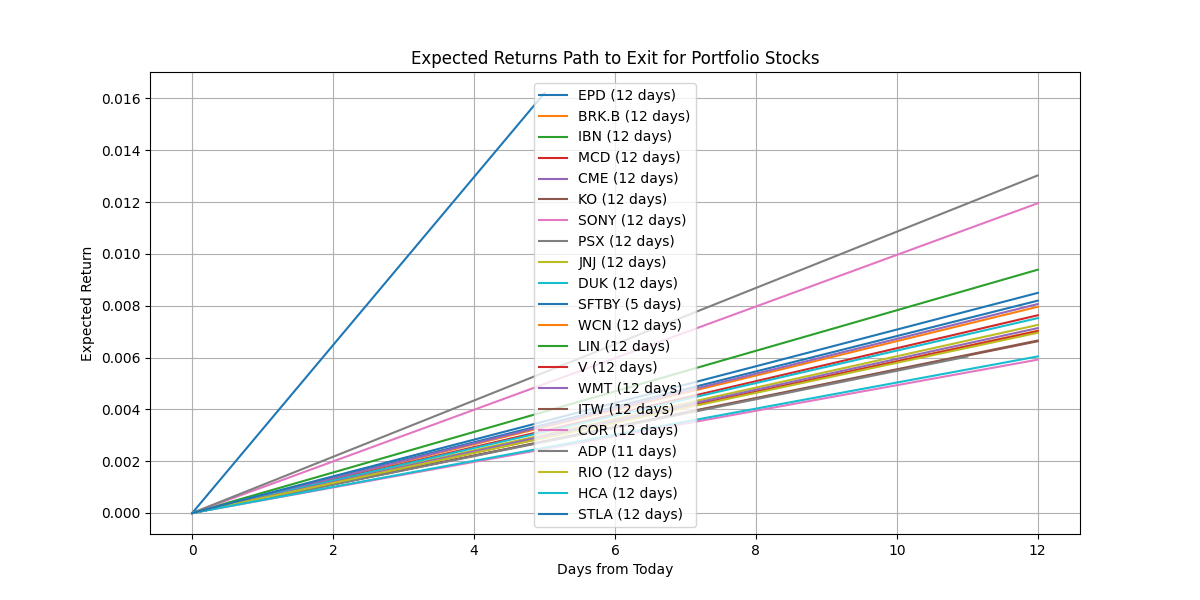 Expected Returns Path to Exit for Portfolio Stocks
Expected Return
0.016
0.014
0.012
0.010
0.008
0.006
0.004
0.002
0.000
EPD (12 days)
BRK.B (12 days)
IBN (12 days)
MCD (12 days)
CME (12 days)
KO (12 days)
SONY (12 days)
PSX (12 days)
JNJ (12 days)
DUK (12 days)
SFTBY (5 days)
WCN (12 days)
LIN (12 days)
V (12 days)
WMT (12 days)
ITW (12 days)
COR (12 days)
ADP (11 days)
RIO (12 days)
HCA (12 days)
STLA (12 days)
0 2 4 6 8 10 12
Days from Today